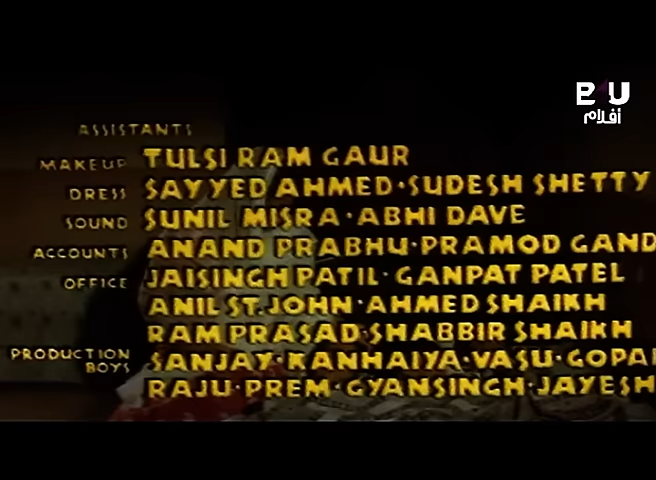 B4U
أفلام
ASSISTANTS
MAKEUP TULSI RAM GAUR
DRESS SAYYED AHMED·SUDESH SHETTY
SOUND SUNIL MISRA·ABHI DAVE
ACCOUNTS ANAND PRABHU·PRAMOD GAND
OFFICE JAISINGH PATIL·GANPAT PATEL
ANIL ST.JOHN·AHMED SHAIKH
RAM PRASAD·SHABBIR SHAIKH
PRODUCTION BOYS SANJAY·KANHAIYA·VASU·GOPA
RAJU·PREM·GYANSINGH·JAYESH